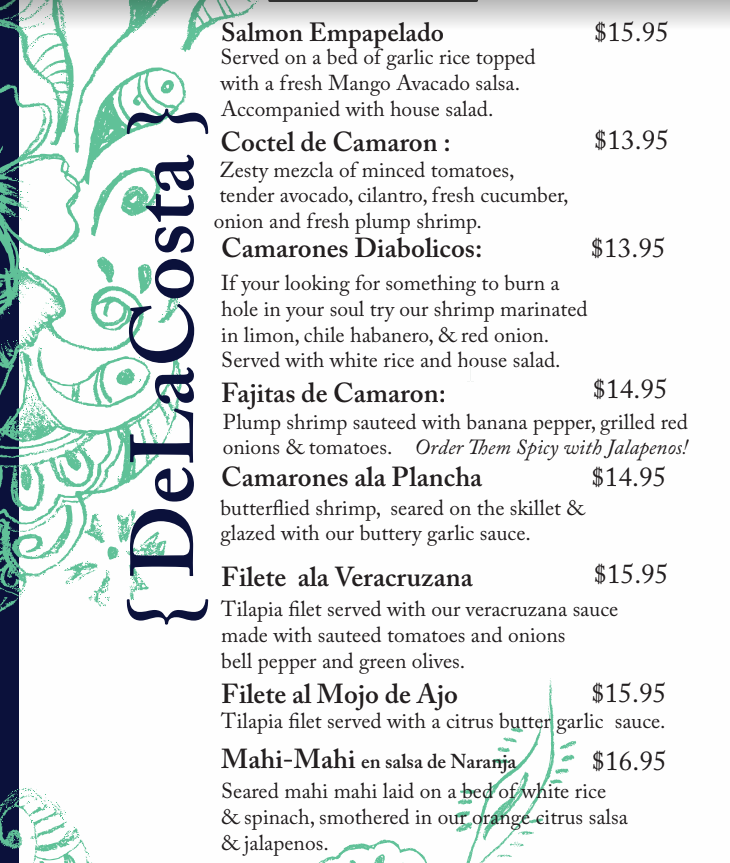 { DeLaCosta }
Salmon Empapelado $15.95
Served on a bed of garlic rice topped
with a fresh Mango Avacado salsa.
Accompanied with house salad.
Coctel de Camaron : $13.95
Zesty mezcla of minced tomatoes,
tender avocado, cilantro, fresh cucumber,
onion and fresh plump shrimp.
Camarones Diabolicos: $13.95
If your looking for something to burn a
hole in your soul try our shrimp marinated
in limon, chile habanero, & red onion.
Served with white rice and house salad.
Fajitas de Camaron: $14.95
Plump shrimp sauteed with banana pepper, grilled red
onions & tomatoes. Order Them Spicy with Jalapenos!
Camarones ala Plancha $14.95
butterflied shrimp, seared on the skillet &
glazed with our buttery garlic sauce.
Filete ala Veracruzana $15.95
Tilapia filet served with our veracruzana sauce
made with sauteed tomatoes and onions
bell pepper and green olives.
Filete al Mojo de Ajo $15.95
Tilapia filet served with a citrus butter garlic sauce.
Mahi-Mahi en salsa de Naranja $16.95
Seared mahi mahi laid on a bed of white rice
& spinach, smothered in our orange citrus salsa
& jalapenos.